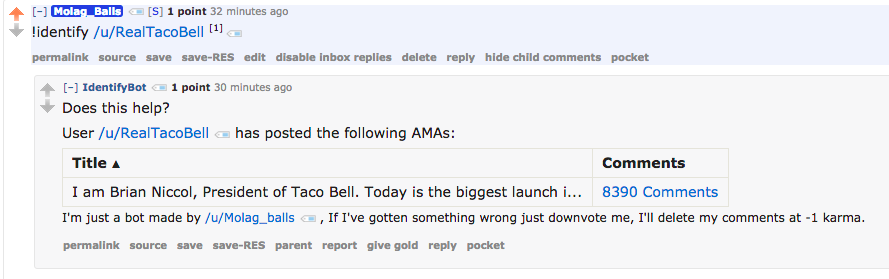 [-] Molag_Balls [S] 1 point 32 minutes ago
!identify /u/RealTacoBell [1]
permalink source save save-RES edit disable inbox replies delete reply hide child comments pocket
[-] IdentifyBot 1 point 30 minutes ago
Does this help?
User /u/RealTacoBell has posted the following AMAs:
Title ▲ Comments
I am Brian Niccol, President of Taco Bell. Today is the biggest launch i... 8390 Comments
I'm just a bot made by /u/Molag_balls , If I've gotten something wrong just downvote me, I'll delete my comments at -1 karma.
permalink source save save-RES parent report give gold reply pocket